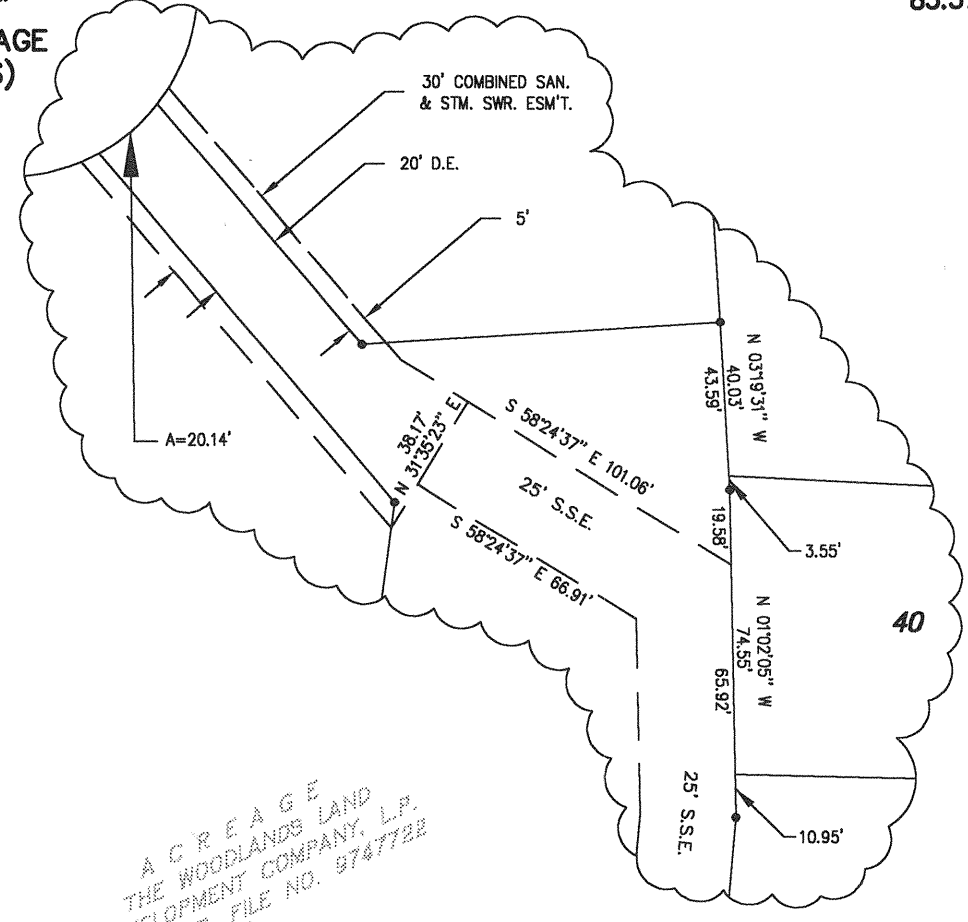 AGE
S)
30' COMBINED SAN.
& STM. SWR. ESM'T.
20' D.E.
5'
A=20.14'
N 03°19'31" W
40.03'
43.59'
S 58°24'37" E 101.06'
38.17'
N 31°35'23" E
25' S.S.E.
S 58°24'37" E 66.91'
19.58'
3.55'
N 01°02'05" W
74.55'
65.92'
40
25' S.S.E.
10.95'
A C R E A G E
THE WOODLANDS LAND
ELOPMENT COMPANY, L.P.
FILE NO. 9747722